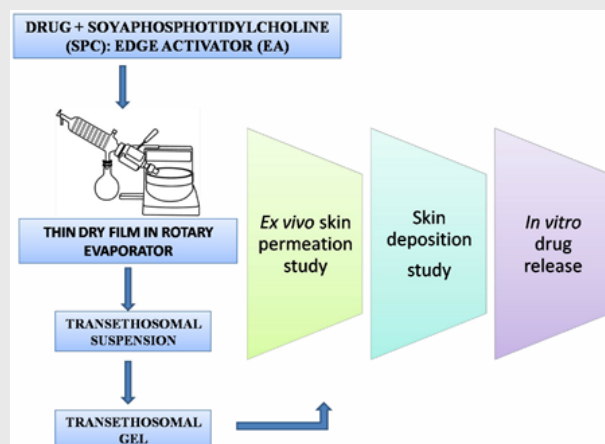 DRUG + SOYAPHOSPHOTIDYLCHOLINE
(SPC): EDGE ACTIVATOR (EA)
THIN DRY FILM IN ROTARY
EVAPORATOR
TRANSETHOSOMAL
SUSPENSION
TRANSETHOSOMAL
GEL
Ex vivo skin
permeation
study
Skin
deposition
study
In vitro
drug
release